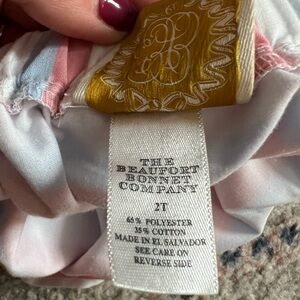 THE
BEAUFORT
BONNET
COMPANY
2T
65% POLYESTER
35% COTTON
MADE IN EL SALVADOR
SEE CARE ON
REVERSE SIDE